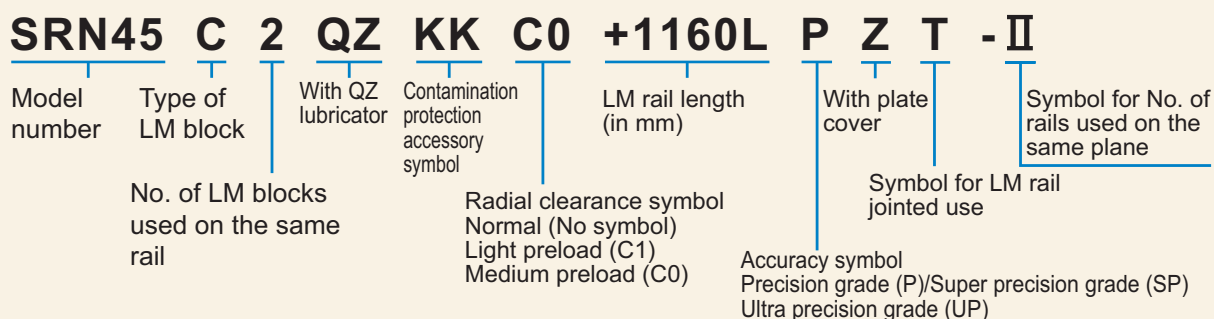 SRN45 C 2 QZ KK C0 +1160L P Z T -Ⅱ
Model
number
Type of
LM block
No. of LM blocks
used on the same
rail
With QZ
lubricator
Contamination
protection
accessory
symbol
Radial clearance symbol
Normal (No symbol)
Light preload (C1)
Medium preload (C0)
LM rail length
(in mm)
Accuracy symbol
Precision grade (P)/Super precision grade (SP)
Ultra precision grade (UP)
With plate
cover
Symbol for LM rail
jointed use
Symbol for No. of
rails used on the
same plane